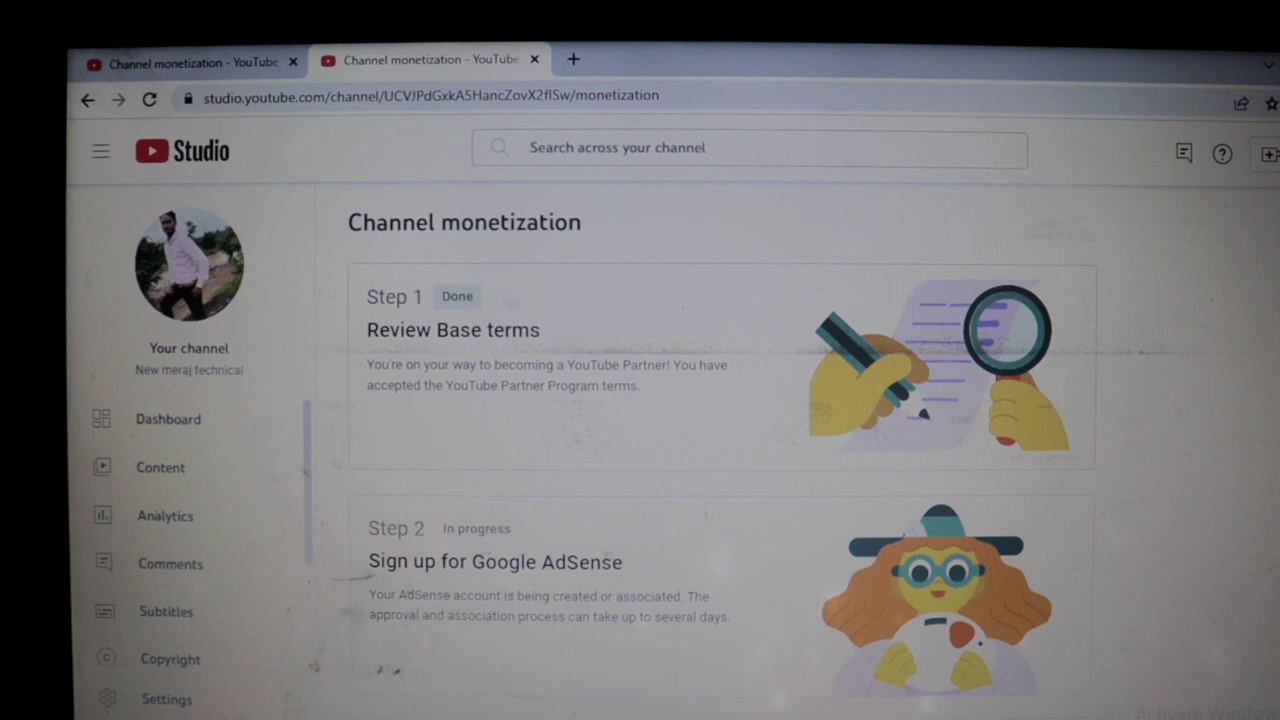 Channel monetization - YouTube
Channel monetization - YouTube
studio.youtube.com/channel/UCVJPdGxkA5HancZovX2flSw/monetization
Studio
Search across your channel
Channel monetization
Step 1 Done
Review Base terms
You're on your way to becoming a YouTube Partner! You have
accepted the YouTube Partner Program terms.
Your channel
New meraj technical
Dashboard
Content
Analytics
Comments
Subtitles
Copyright
Settings
Step 2 In progress
Sign up for Google AdSense
Your AdSense account is being created or associated. The
approval and association process can take up to several days.
Activate Window